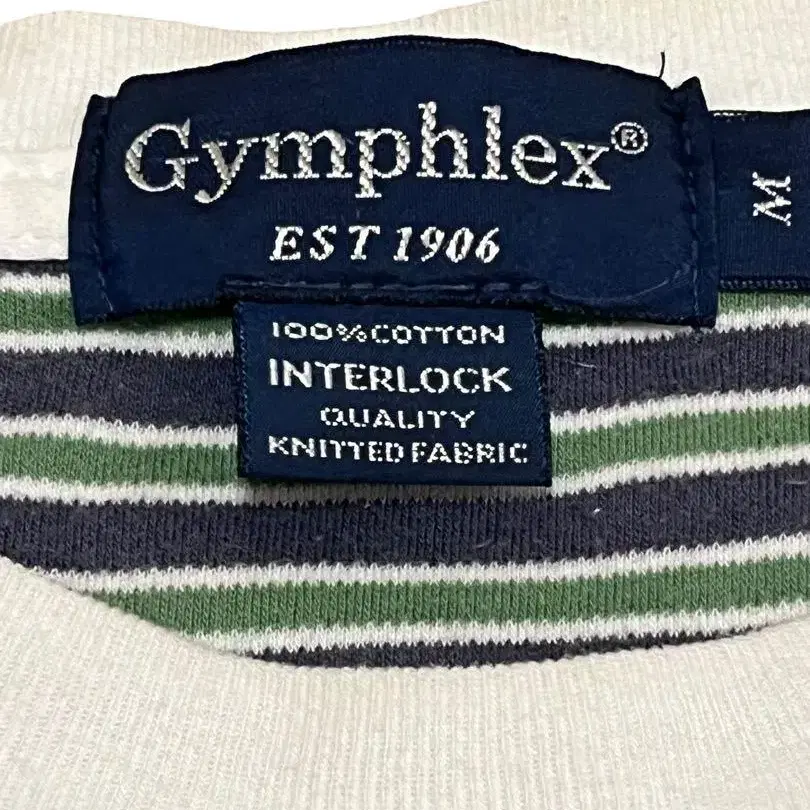 Gymphlex®
EST 1906
M
100%COTTON
INTERLOCK
QUALITY
KNITTED FABRIC